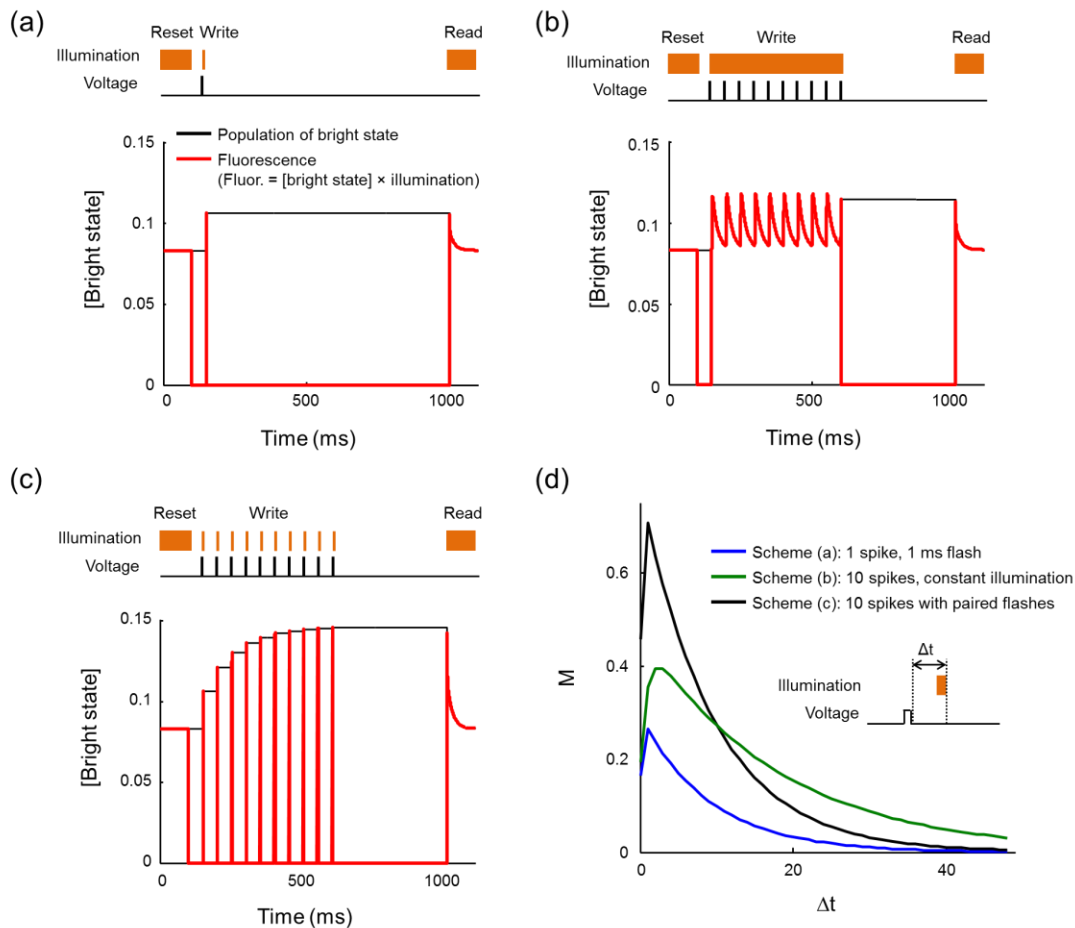 (a)
Reset Write Read
Illumination
Voltage
Population of bright state
Fluorescence
(Fluor. = [bright state] × illumination)
0.15
0.1
0.05
0
[Bright state]
0 500 1000
Time (ms)
(b)
Reset Write Read
Illumination
Voltage
0.15
0.1
0.05
0
[Bright state]
0 500 1000
Time (ms)
(c)
Reset Write Read
Illumination
Voltage
0.15
0.1
0.05
0
[Bright state]
0 500 1000
Time (ms)
(d)
Scheme (a): 1 spike, 1 ms flash
Scheme (b): 10 spikes, constant illumination
Scheme (c): 10 spikes with paired flashes
Δt
Illumination
Voltage
0.6
0.4
0.2
0
M
0 20 40
Δt